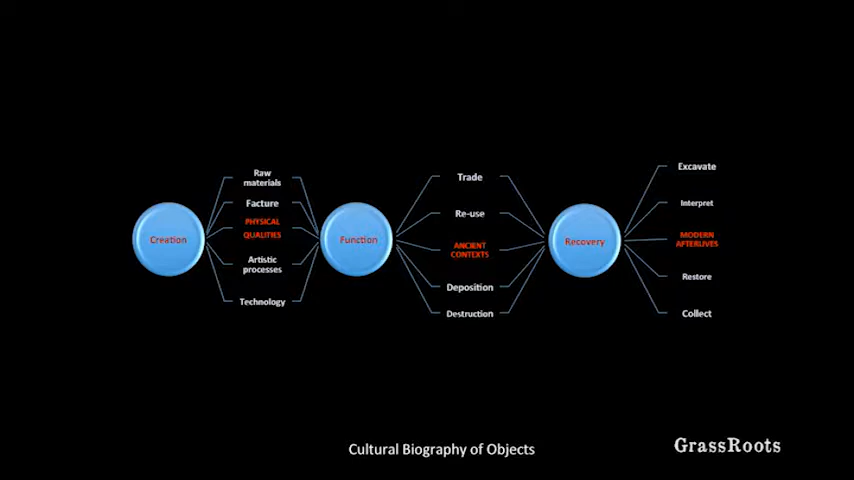 Creation
Raw
materials
Facture
PHYSICAL
QUALITIES
Artistic
processes
Technology
Function
Trade
Re-use
ANCIENT
CONTEXTS
Deposition
Destruction
Recovery
Excavate
Interpret
MODERN
AFTERLIVES
Restore
Collect
Cultural Biography of Objects
GrassRoots